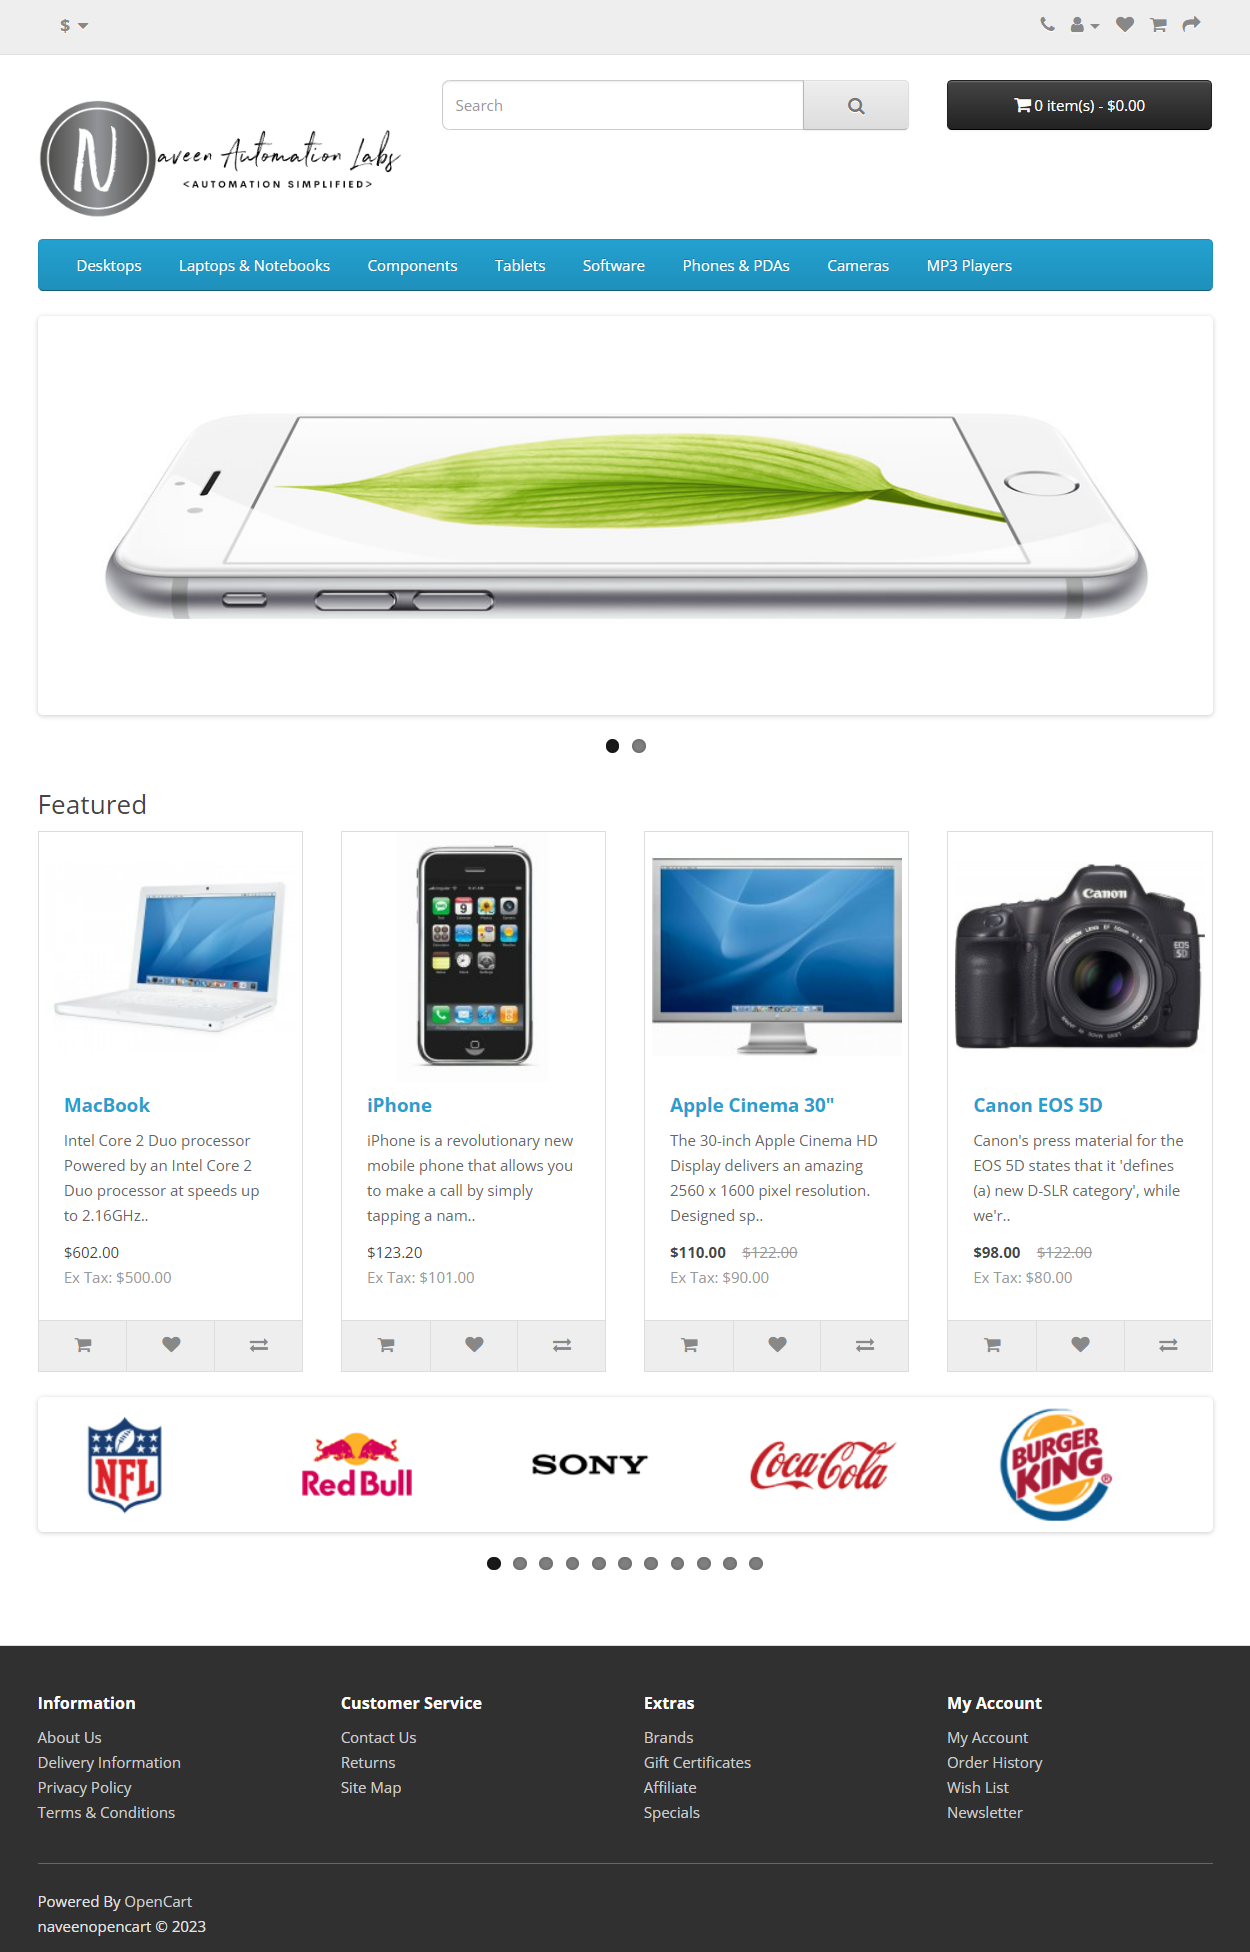 $
Search
0 item(s) - $0.00
N
aveen Automation Labs
<AUTOMATION SIMPLIFIED>
Desktops
Laptops & Notebooks
Components
Tablets
Software
Phones & PDAs
Cameras
MP3 Players
Featured
Canon
EOS
5D
MacBook
Intel Core 2 Duo processor
Powered by an Intel Core 2
Duo processor at speeds up
to 2.16GHz..
$602.00
Ex Tax: $500.00
iPhone
iPhone is a revolutionary new
mobile phone that allows you
to make a call by simply
tapping a nam..
$123.20
Ex Tax: $101.00
Apple Cinema 30"
The 30-inch Apple Cinema HD
Display delivers an amazing
2560 x 1600 pixel resolution.
Designed sp..
$110.00 $122.00
Ex Tax: $90.00
Canon EOS 5D
Canon's press material for the
EOS 5D states that it 'defines
(a) new D-SLR category', while
we'r..
$98.00 $122.00
Ex Tax: $80.00
NFL
Red Bull
SONY
Coca-Cola
BURGER
KING®
Information
About Us
Delivery Information
Privacy Policy
Terms & Conditions
Customer Service
Contact Us
Returns
Site Map
Extras
Brands
Gift Certificates
Affiliate
Specials
My Account
My Account
Order History
Wish List
Newsletter
Powered By OpenCart
naveenopencart © 2023